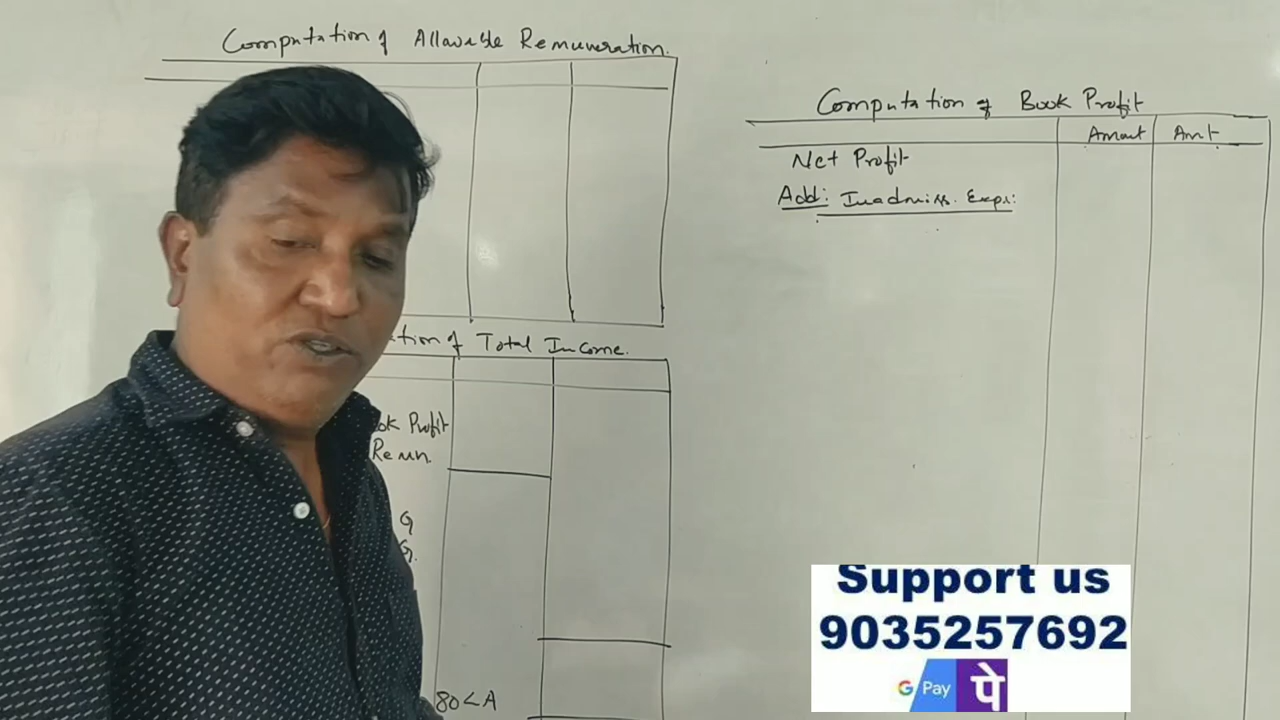 Computation of Allowable Remuneration.
tion of Total Income.
ok Profit
Remn.
G
G.
80<A
Computation of Book Profit
Amount Amt
Net Profit
Add: Inadmiss. Exps:
Support us
9035257692
G Pay पे